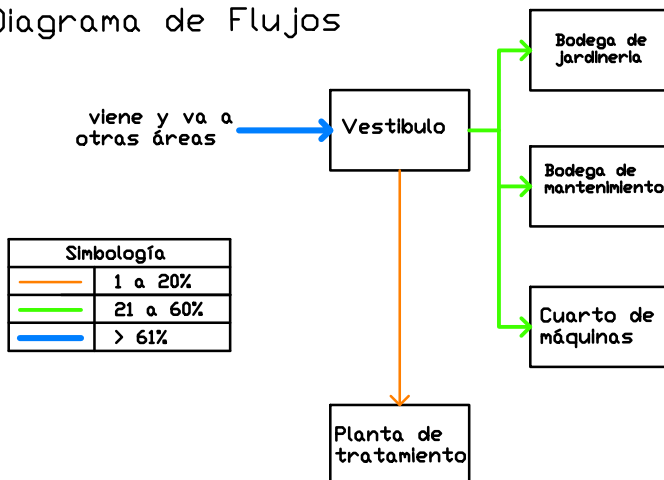 Diagrama de Flujos
Bodega de
jardineria
viene y va a
otras áreas
Vestibulo
Bodega de
mantenimiento
Simbología
1 a 20%
21 a 60%
> 61%
Cuarto de
máquinas
Planta de
tratamiento